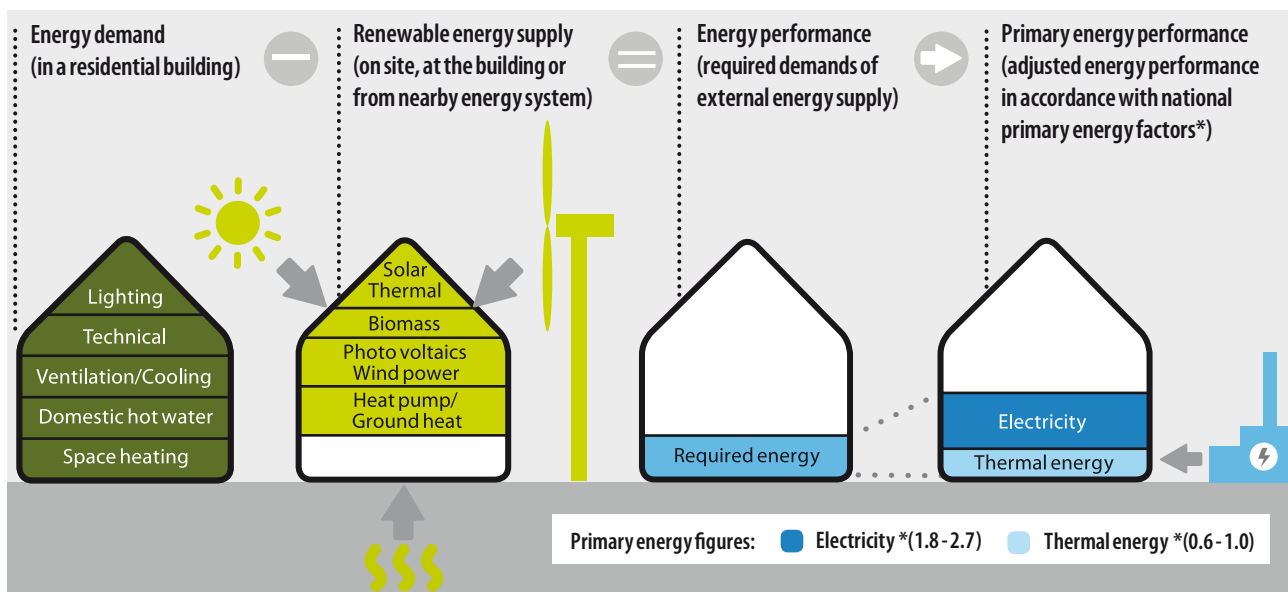 Energy demand
(in a residential building)
Renewable energy supply
(on site, at the building or
from nearby energy system)
Energy performance
(required demands of
external energy supply)
Primary energy performance
(adjusted energy performance
in accordance with national
primary energy factors*)
Lighting
Technical
Ventilation/Cooling
Domestic hot water
Space heating
Solar
Thermal
Biomass
Photo voltaics
Wind power
Heat pump/
Ground heat
Required energy
Electricity
Thermal energy
Primary energy figures: Electricity *(1.8 - 2.7) Thermal energy *(0.6 - 1.0)